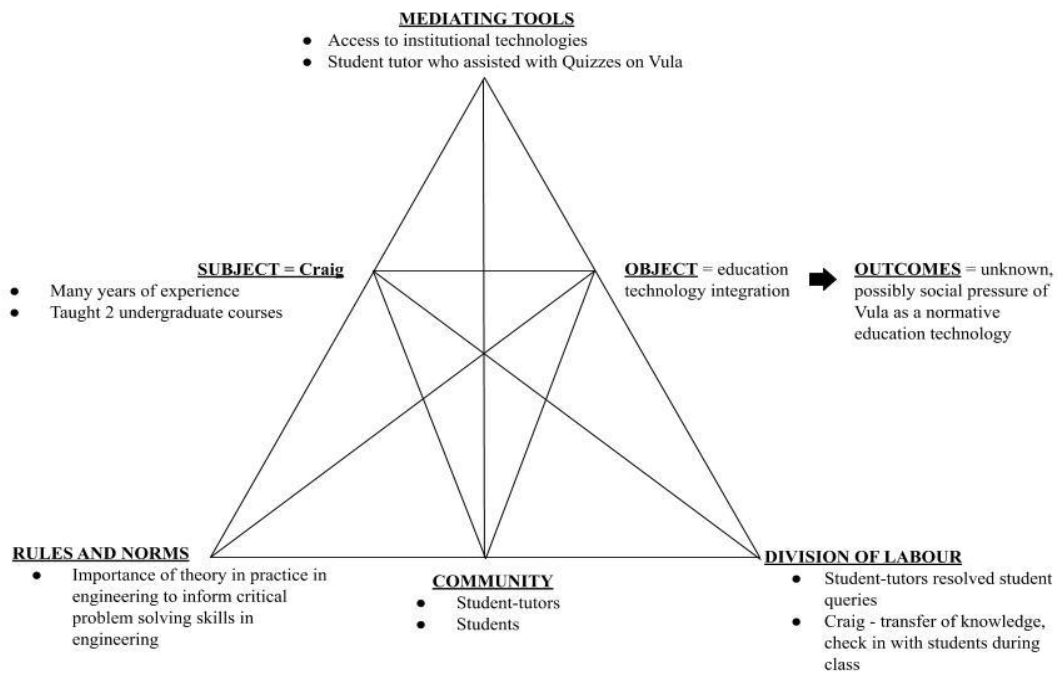 MEDIATING TOOLS
● Access to institutional technologies
● Student tutor who assisted with Quizzes on Vula
SUBJECT = Craig
● Many years of experience
● Taught 2 undergraduate courses
OBJECT = education
technology integration
OUTCOMES = unknown,
possibly social pressure of
Vula as a normative
education technology
RULES AND NORMS
● Importance of theory in practice in
engineering to inform critical
problem solving skills in
engineering
COMMUNITY
● Student-tutors
● Students
DIVISION OF LABOUR
● Student-tutors resolved student
queries
● Craig - transfer of knowledge,
check in with students during
class